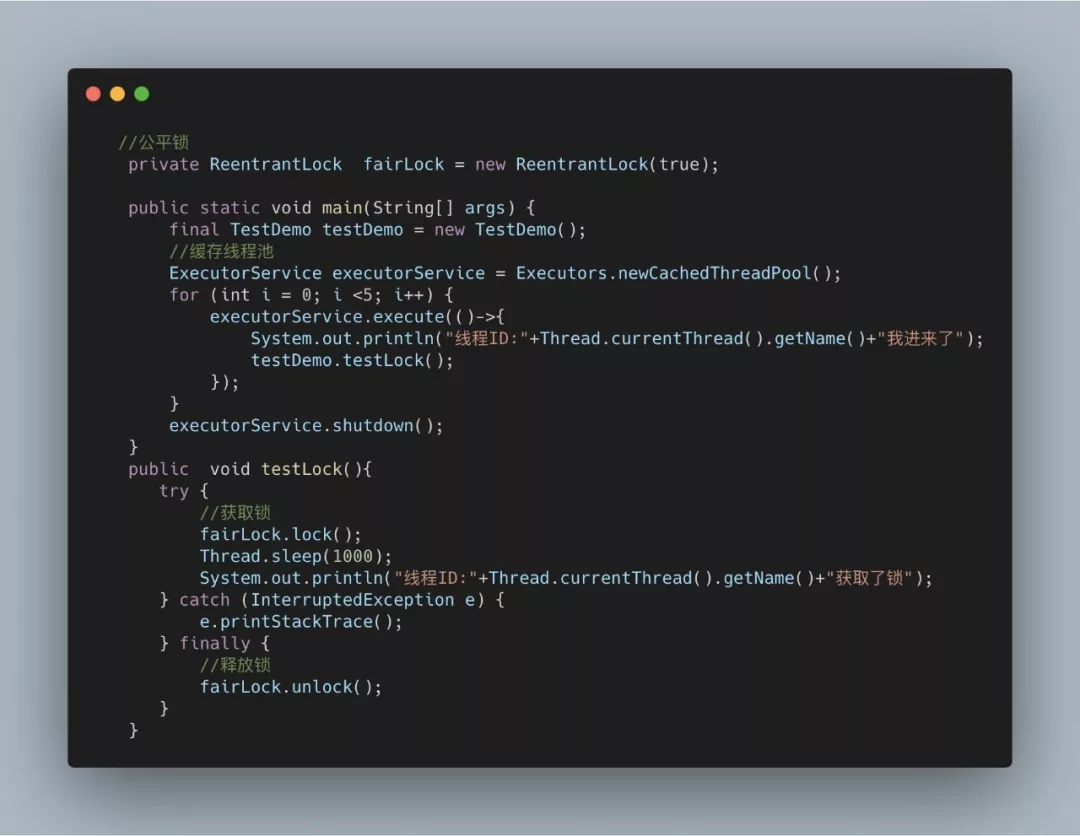 //公平锁
private ReentrantLock  fairLock = new ReentrantLock(true);
public static void main(String[] args) {
final TestDemo testDemo = new TestDemo();
//缓存线程池
ExecutorService executorService = Executors.newCachedThreadPool();
for (int i = 0; i <5; i++) {
executorService.execute(()->{
System.out.println("线程ID:"+Thread.currentThread().getName()+"我进来了");
testDemo.testLock();
});
}
executorService.shutdown();
}
public  void testLock(){
try {
//获取锁
fairLock.lock();
Thread.sleep(1000);
System.out.println("线程ID:"+Thread.currentThread().getName()+"获取了锁");
} catch (InterruptedException e) {
e.printStackTrace();
} finally {
//释放锁
fairLock.unlock();
}
}